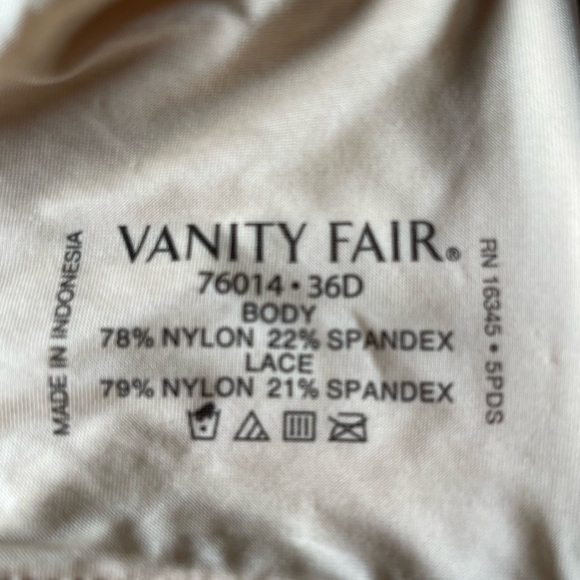 VANITY FAIR®
76014 • 36D
BODY
78% NYLON 22% SPANDEX
LACE
79% NYLON 21% SPANDEX
MADE IN INDONESIA
RN 16345 • 5PDS